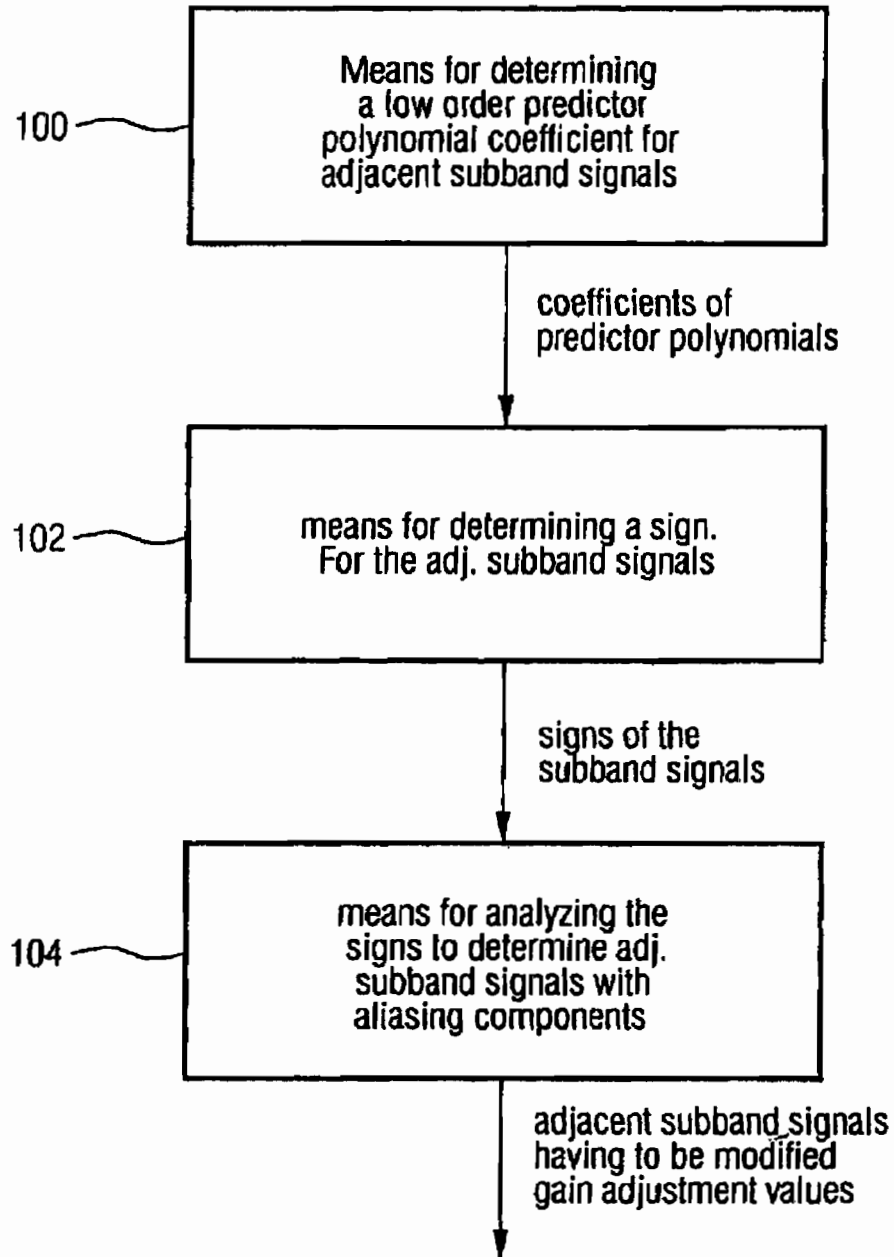 Means for determining
a low order predictor
polynomial coefficient for
adjacent subband signals
100
coefficients of
predictor polynomials
means for determining a sign.
For the adj. subband signals
102
signs of the
subband signals
means for analyzing the
signs to determine adj.
subband signals with
aliasing components
104
adjacent subband signals
having to be modified
gain adjustment values